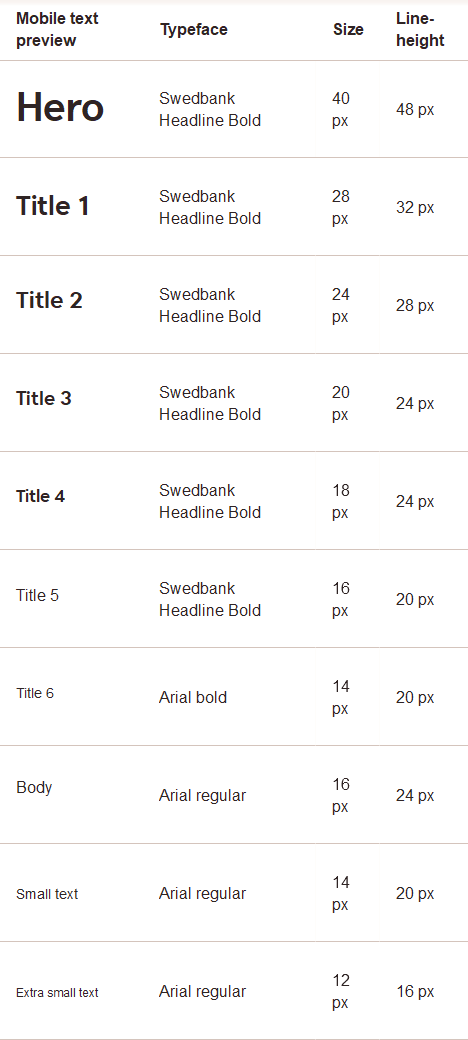 Mobile text preview Typeface Size Line-height
Hero Swedbank Headline Bold 40 px 48 px
Title 1 Swedbank Headline Bold 28 px 32 px
Title 2 Swedbank Headline Bold 24 px 28 px
Title 3 Swedbank Headline Bold 20 px 24 px
Title 4 Swedbank Headline Bold 18 px 24 px
Title 5 Swedbank Headline Bold 16 px 20 px
Title 6 Arial bold 14 px 20 px
Body Arial regular 16 px 24 px
Small text Arial regular 14 px 20 px
Extra small text Arial regular 12 px 16 px